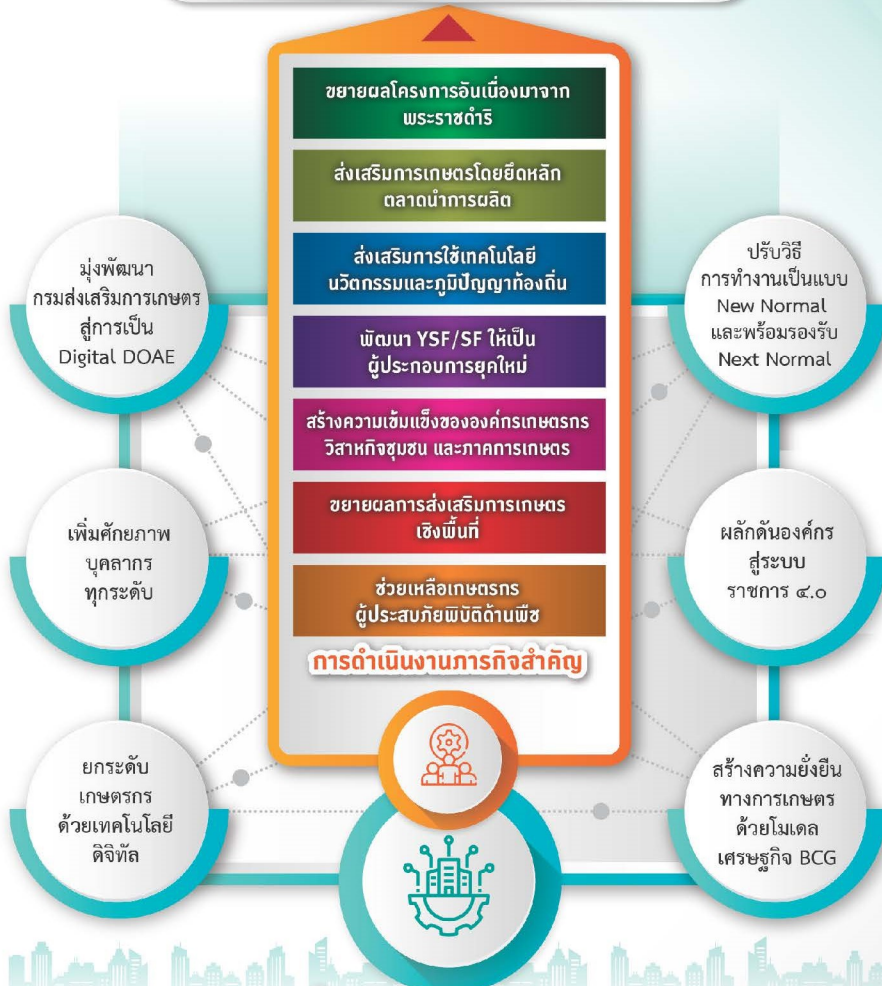 ขยายผลโครงการอันเนื่องมาจาก
พระราชดำริ
ส่งเสริมการเกษตรโดยยึดหลัก
ตลาดนำการผลิต
ส่งเสริมการใช้เทคโนโลยี
นวัตกรรมและภูมิปัญญาท้องถิ่น
พัฒนา YSF/SF ให้เป็น
ผู้ประกอบการยุคใหม่
สร้างความเข้มแข็งขององค์กรเกษตรกร
วิสาหกิจชุมชน และภาคการเกษตร
ขยายผลการส่งเสริมการเกษตร
เชิงพื้นที่
ช่วยเหลือเกษตรกร
ผู้ประสบภัยพิบัติด้านพืช
การดำเนินงานภารกิจสำคัญ
มุ่งพัฒนา
กรมส่งเสริมการเกษตร
สู่การเป็น
Digital DOAE
เพิ่มศักยภาพ
บุคลากร
ทุกระดับ
ยกระดับ
เกษตรกร
ด้วยเทคโนโลยี
ดิจิทัล
ปรับวิธี
การทำงานเป็นแบบ
New Normal
และพร้อมรองรับ
Next Normal
ผลักดันองค์กร
สู่ระบบ
ราชการ ๔.๐
สร้างความยั่งยืน
ทางการเกษตร
ด้วยโมเดล
เศรษฐกิจ BCG